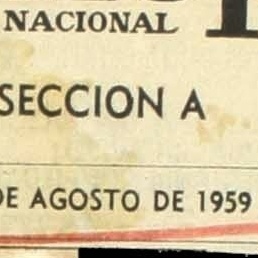 NACIONAL
SECCION A
DE AGOSTO DE 1959